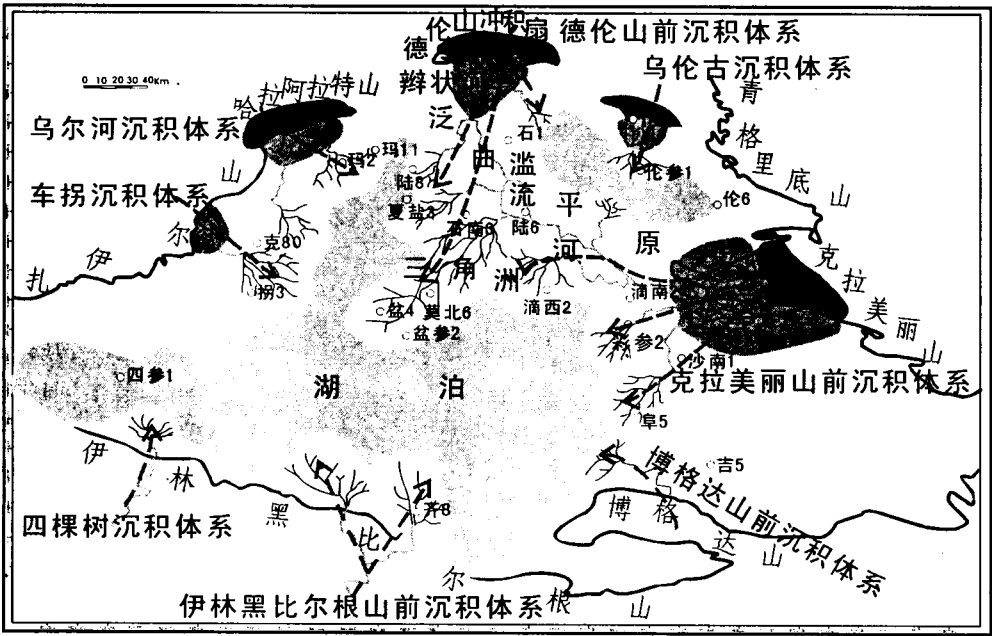 伦山冲积扇
德伦山前沉积体系
德
辫状
乌伦古沉积体系
0 10 20 30 40Km
哈拉阿拉特山
青格里底山
乌尔河沉积体系
泛滥平原
曲流河
石1
玛2
玛11
陆8
伦参1
伦6
车拐沉积体系
夏盐3
陆6
克80
拐3
扎伊尔山
三角洲
克拉美丽山
滴南
滴西2
盆4
莫北6
盆参2
参2
沙南1
克拉美丽山前沉积体系
四参1
湖泊
阜5
吉5
博格达山前沉积体系
博格达山
四棵树沉积体系
齐8
伊林黑比尔根山
伊林黑比尔根山前沉积体系